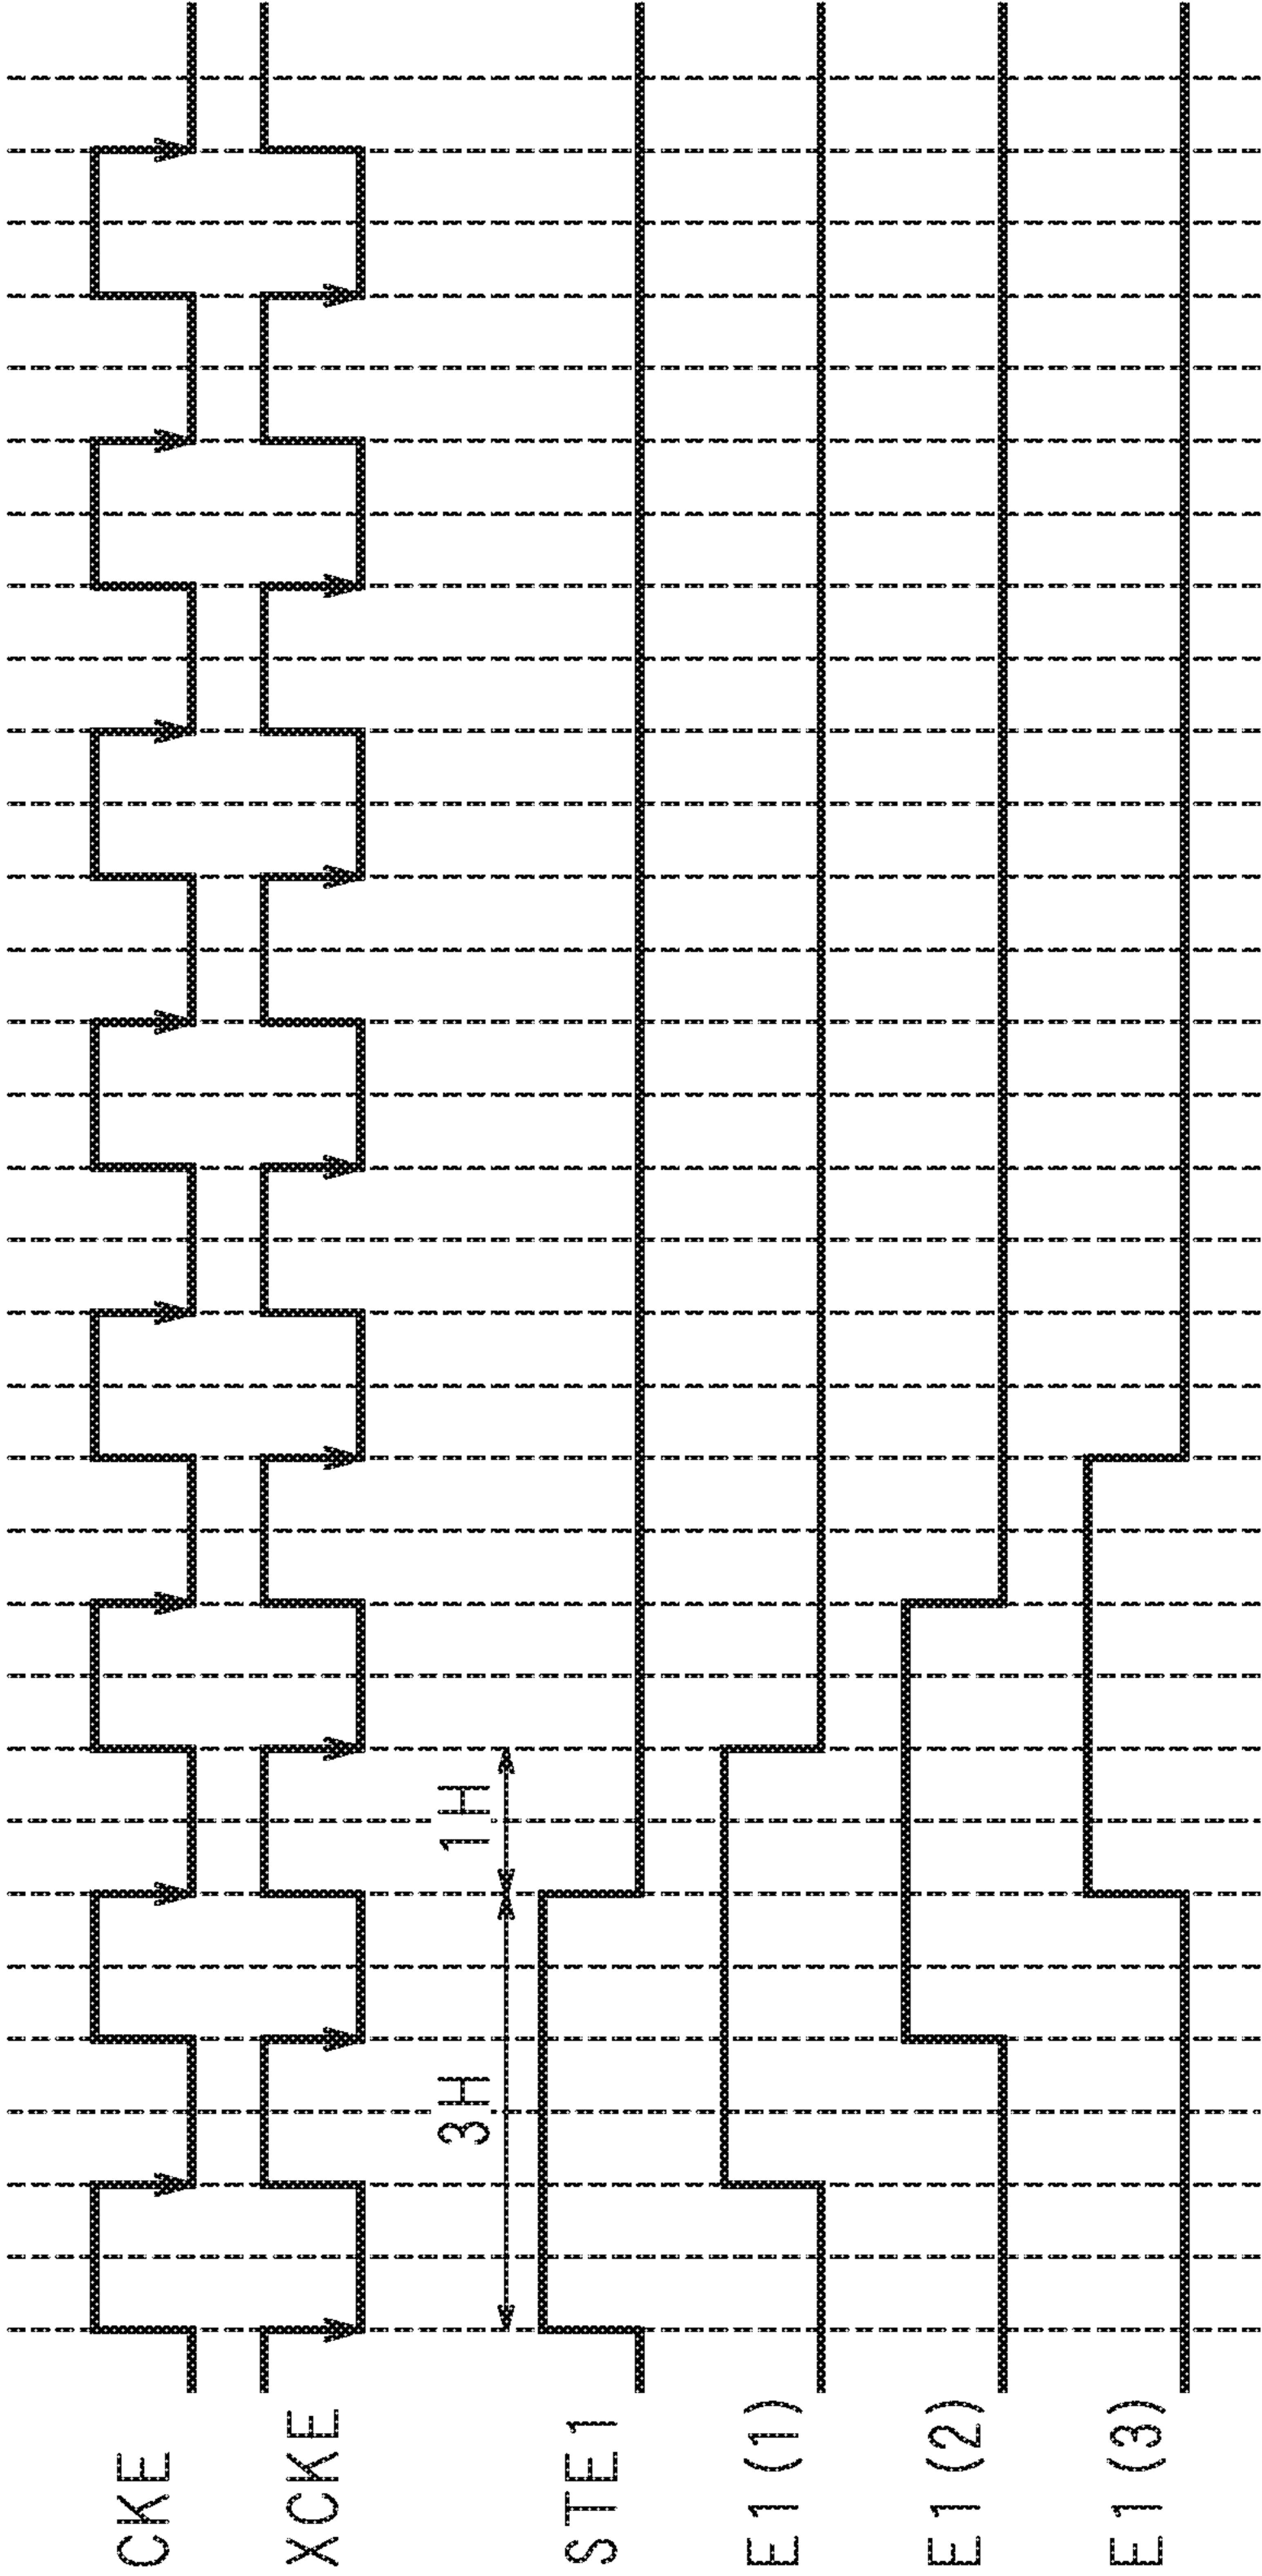 CKE
XCKE
3H
1H
STE1
E1(1)
E1(2)
E1(3)